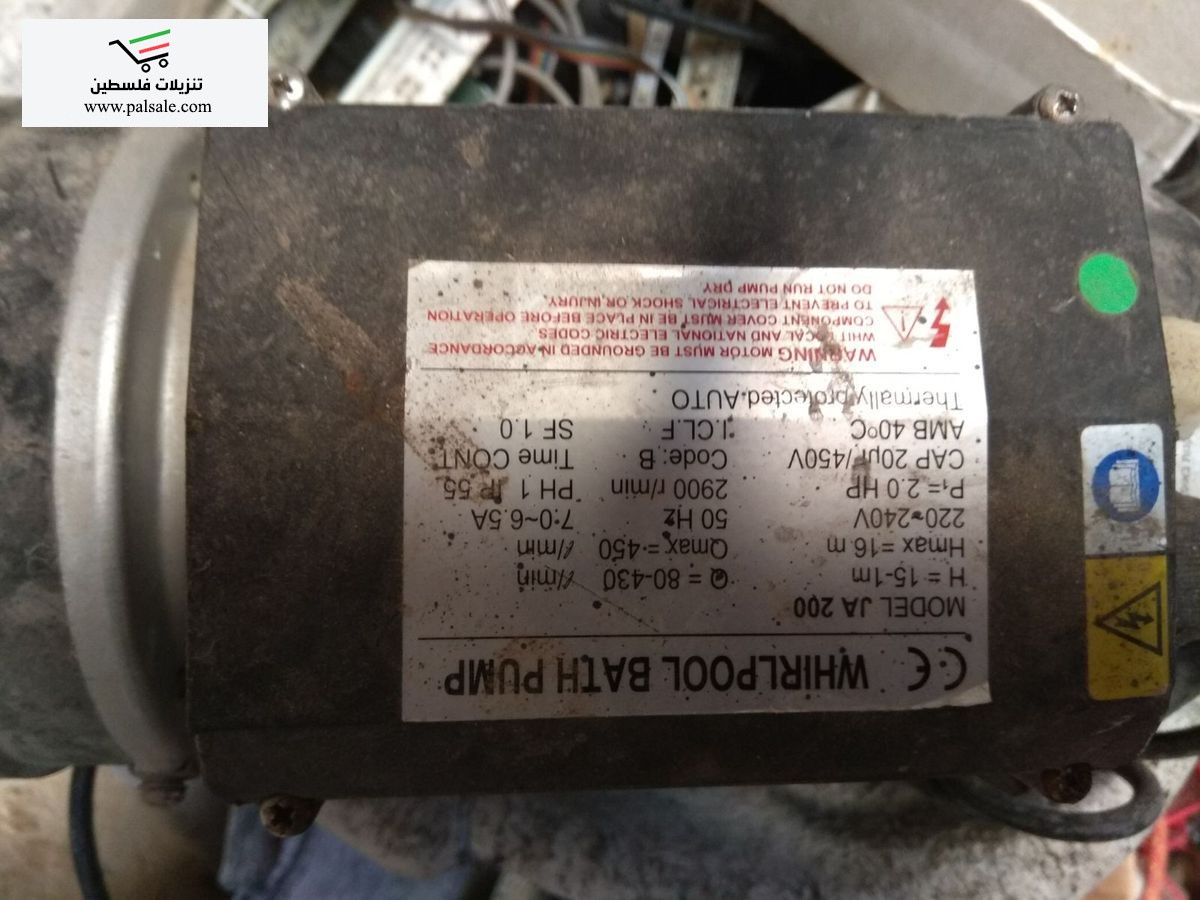 تنزيلات فلسطين
www.palsale.com
CE WHIRLPOOL BATH PUMP
MODEL JA 200
H = 15-1m Q = 80-430 ℓ/min
Hmax = 16 m Qmax = 450 ℓ/min
220~240V 50 Hz 7.0~6.5A
P₁= 2.0 HP 2900 r/min PH 1 IP 55
CAP 20μF/450V Code: B Time CONT
AMB 40°C I.CL.F SF 1.0
Thermally protected AUTO
WARNING MOTOR MUST BE GROUNDED IN ACCORDANCE
WHIT LOCAL AND NATIONAL ELECTRIC CODES
COMPONENT COVER MUST BE IN PLACE BEFORE OPERATION
TO PREVENT ELECTRICAL SHOCK OR INJURY.
DO NOT RUN PUMP DRY